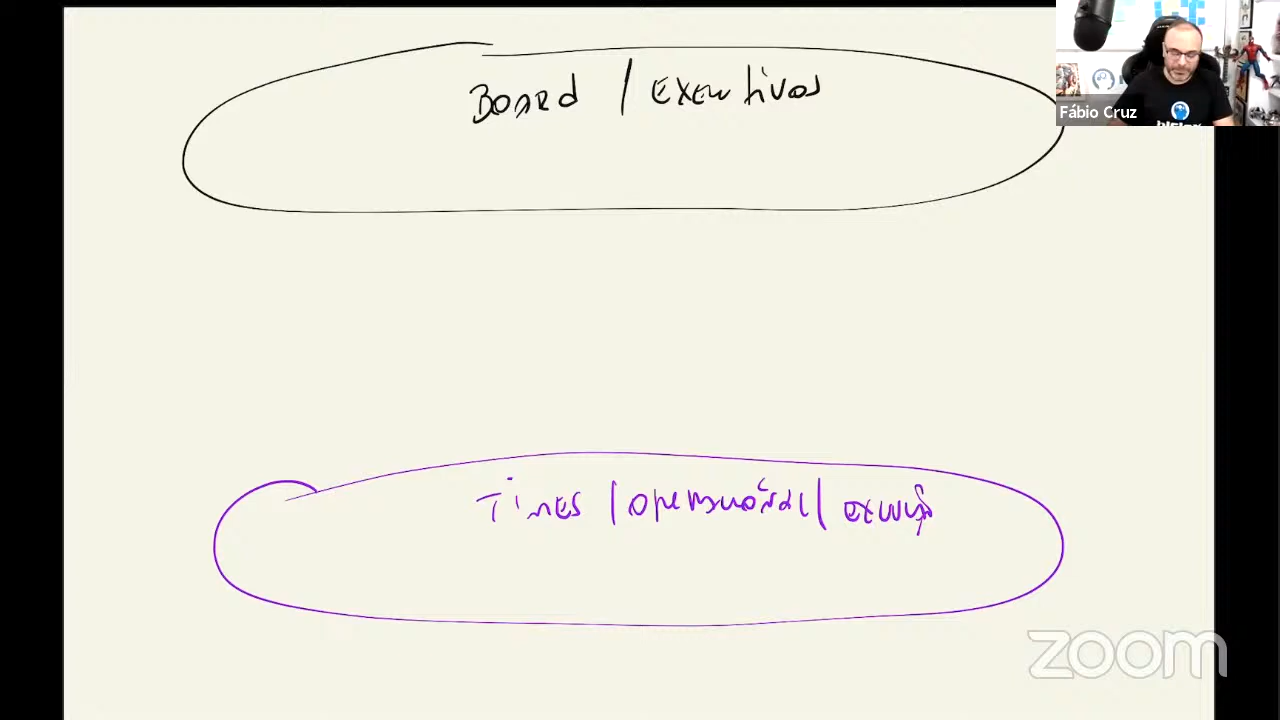 Board / Executivos
Fábio Cruz
Times / operacional / execução
zoom